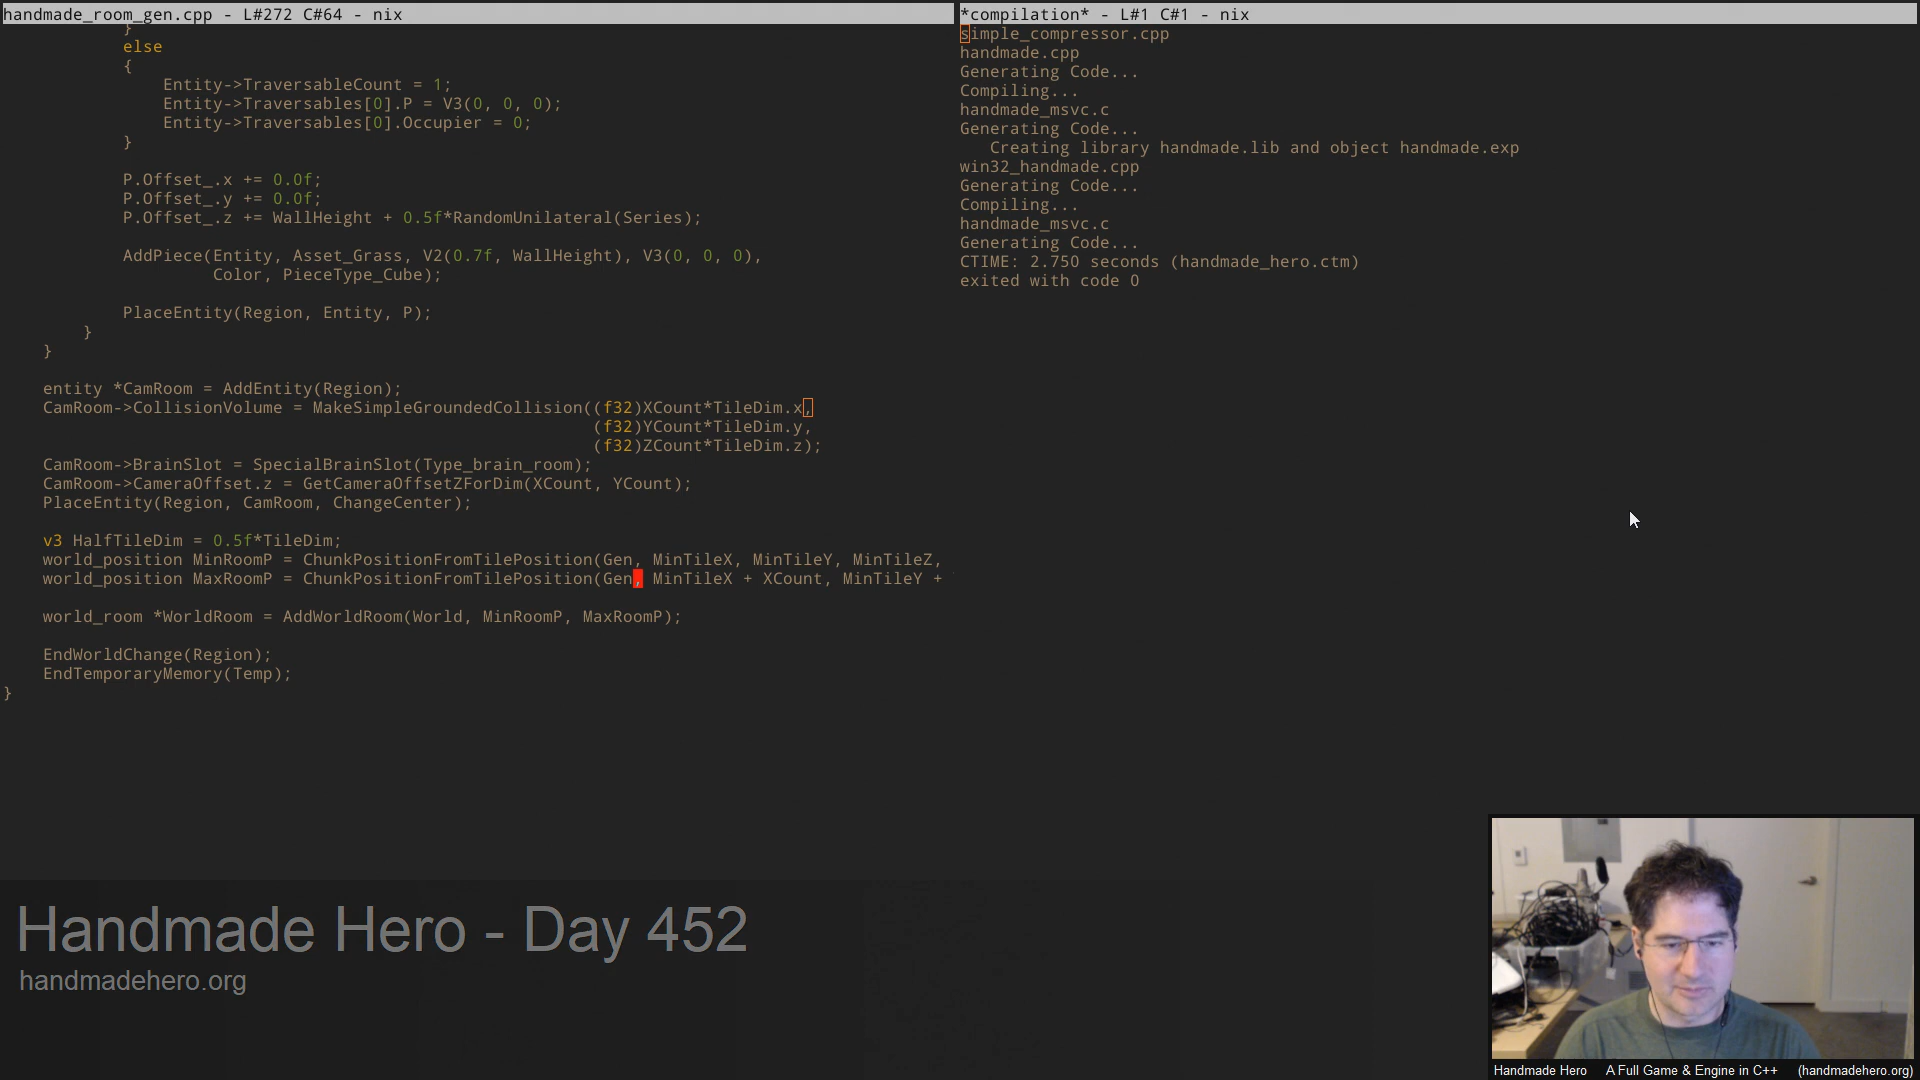 handmade_room_gen.cpp - L#272 C#64 - nix
}
else
{
Entity->TraversableCount = 1;
Entity->Traversables[0].P = V3(0, 0, 0);
Entity->Traversables[0].Occupier = 0;
}
P.Offset_.x += 0.0f;
P.Offset_.y += 0.0f;
P.Offset_.z += WallHeight + 0.5f*RandomUnilateral(Series);
AddPiece(Entity, Asset_Grass, V2(0.7f, WallHeight), V3(0, 0, 0),
Color, PieceType_Cube);
PlaceEntity(Region, Entity, P);
}
}
entity *CamRoom = AddEntity(Region);
CamRoom->CollisionVolume = MakeSimpleGroundedCollision((f32)XCount*TileDim.x,
(f32)YCount*TileDim.y,
(f32)ZCount*TileDim.z);
CamRoom->BrainSlot = SpecialBrainSlot(Type_brain_room);
CamRoom->CameraOffset.z = GetCameraOffsetZForDim(XCount, YCount);
PlaceEntity(Region, CamRoom, ChangeCenter);
v3 HalfTileDim = 0.5f*TileDim;
world_position MinRoomP = ChunkPositionFromTilePosition(Gen, MinTileX, MinTileY, MinTileZ,
world_position MaxRoomP = ChunkPositionFromTilePosition(Gen, MinTileX + XCount, MinTileY +
world_room *WorldRoom = AddWorldRoom(World, MinRoomP, MaxRoomP);
EndWorldChange(Region);
EndTemporaryMemory(Temp);
}
*compilation* - L#1 C#1 - nix
simple_compressor.cpp
handmade.cpp
Generating Code...
Compiling...
handmade_msvc.c
Generating Code...
Creating library handmade.lib and object handmade.exp
win32_handmade.cpp
Generating Code...
Compiling...
handmade_msvc.c
Generating Code...
CTIME: 2.750 seconds (handmade_hero.ctm)
exited with code 0
Handmade Hero - Day 452
handmadehero.org
Handmade Hero A Full Game & Engine in C++ (handmadehero.org)